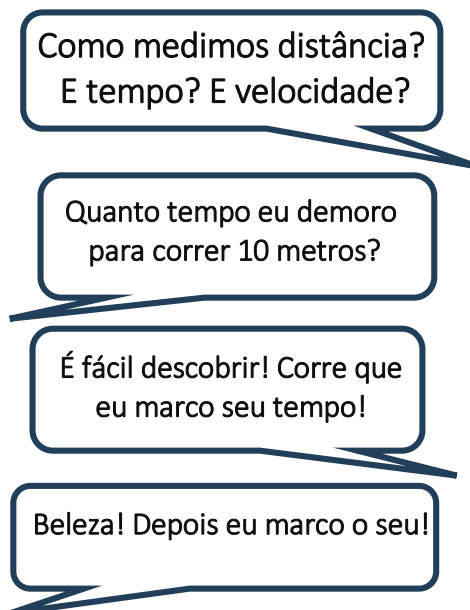 Como medimos distância?
E tempo? E velocidade?
Quanto tempo eu demoro
para correr 10 metros?
É fácil descobrir! Corre que
eu marco seu tempo!
Beleza! Depois eu marco o seu!